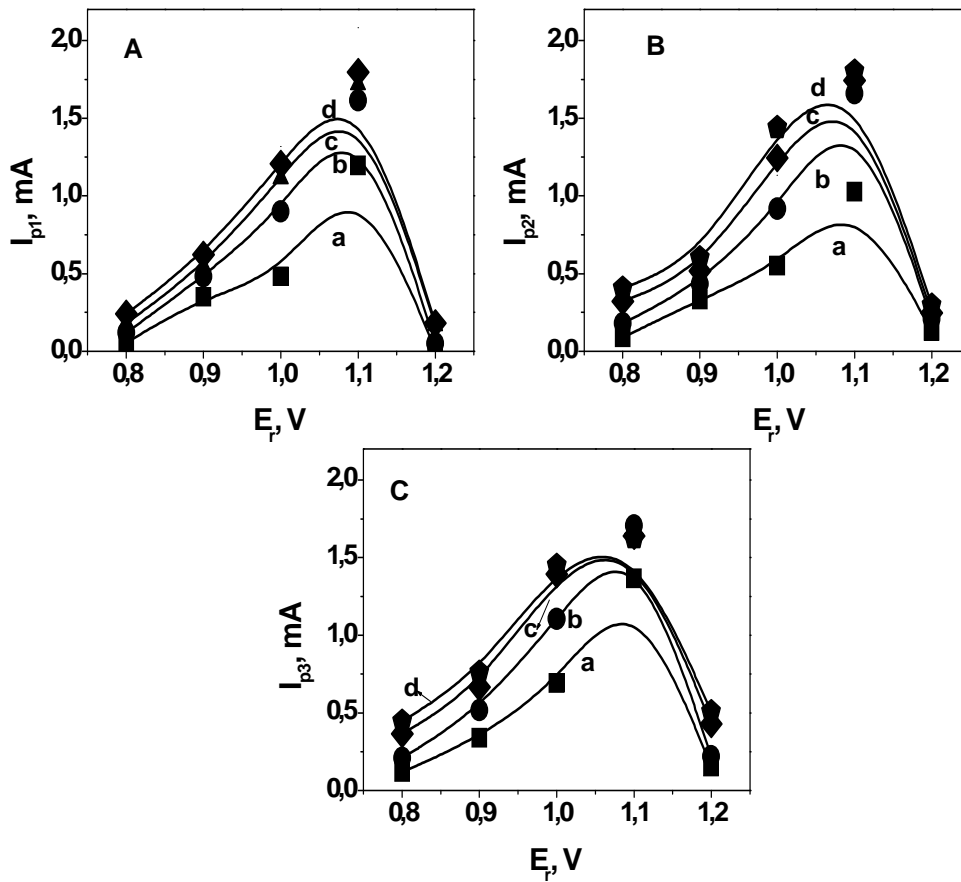 A
2,0
1,5
1,0
0,5
0,0
I_p1, mA
d
c
b
a
0,8 0,9 1,0 1,1 1,2
E_r, V
B
2,0
1,5
1,0
0,5
0,0
I_p2, mA
d
c
b
a
0,8 0,9 1,0 1,1 1,2
E_r, V
C
2,0
1,5
1,0
0,5
0,0
I_p3, mA
c
b
a
d
0,8 0,9 1,0 1,1 1,2
E_r, V